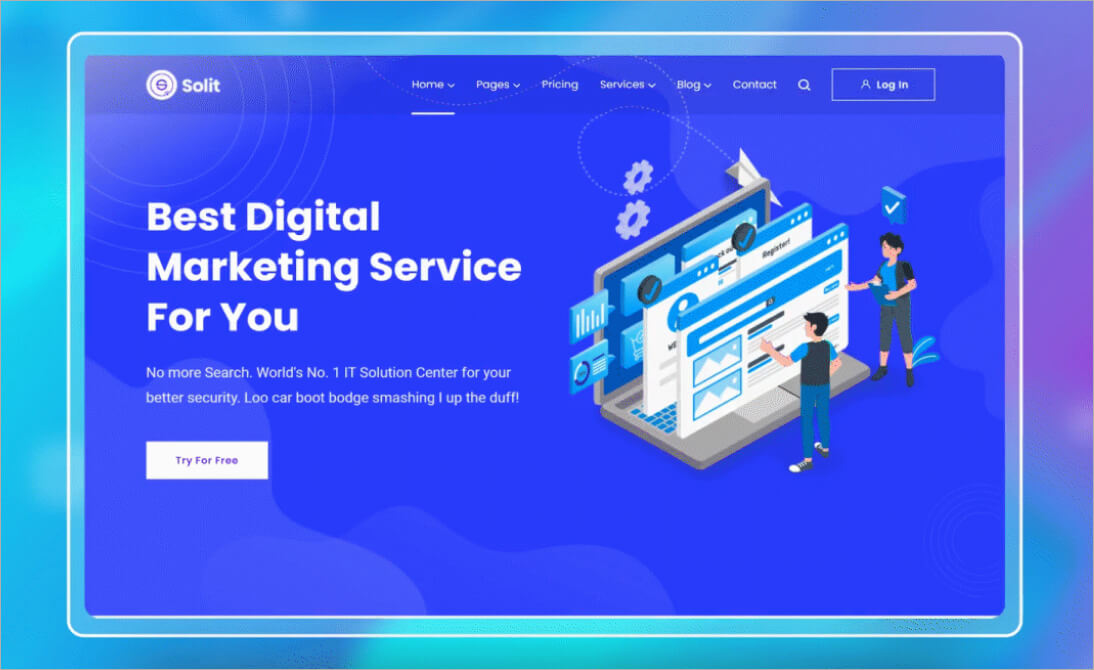 Solit
Home Pages Pricing Services Blog Contact
Log In
Best Digital
Marketing Service
For You
No more Search. World's No. 1 IT Solution Center for your
better security. Loo car boot bodge smashing I up the duff!
Try For Free
Register!